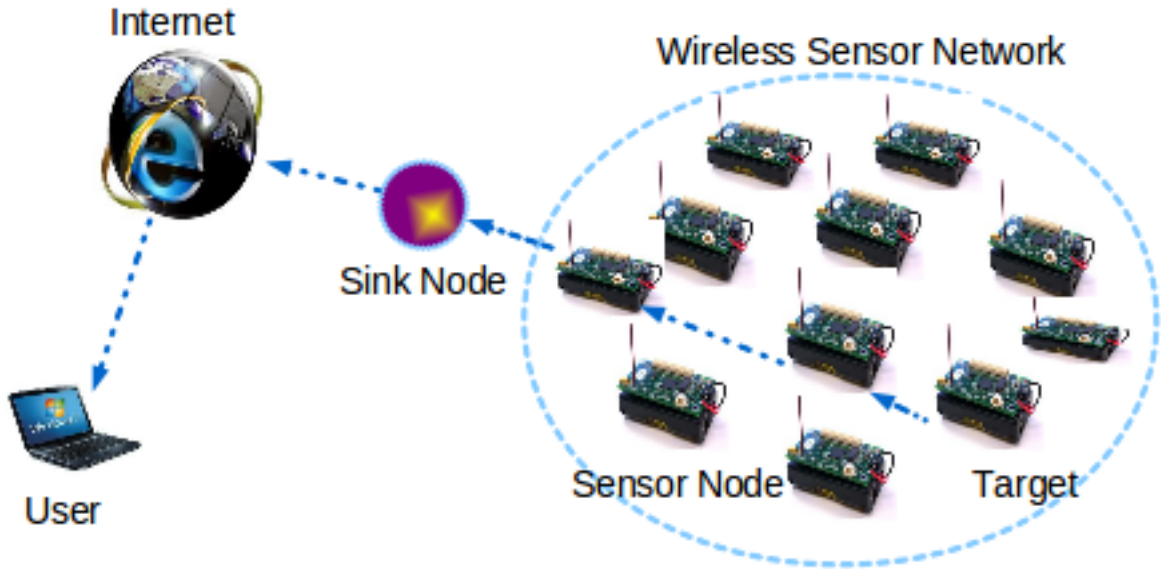 Internet
Wireless Sensor Network
Sink Node
Sensor Node
Target
User